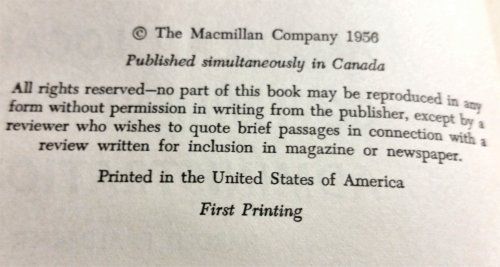 © The Macmillan Company 1956
Published simultaneously in Canada
All rights reserved—no part of this book may be reproduced in any
form without permission in writing from the publisher, except by a
reviewer who wishes to quote brief passages in connection with a
review written for inclusion in magazine or newspaper.
Printed in the United States of America
First Printing